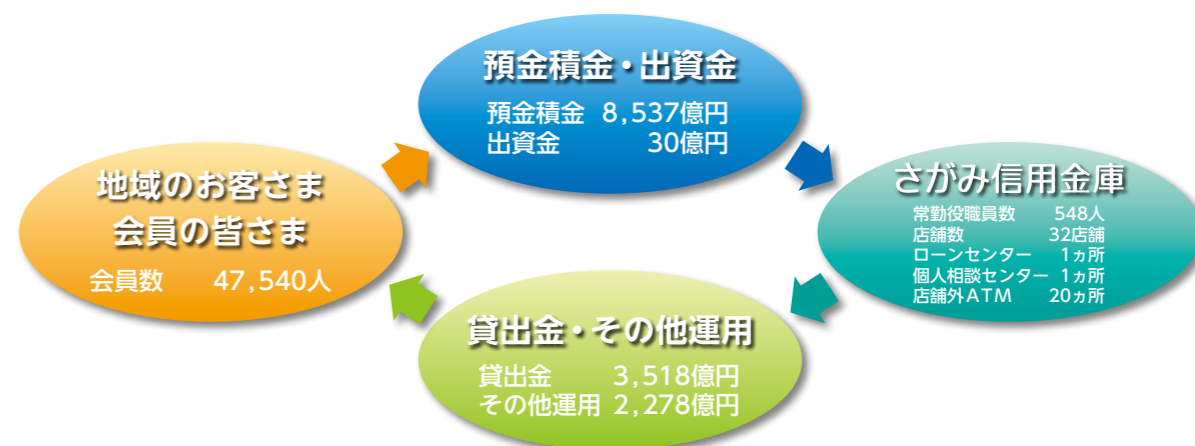 預金積金・出資金
預金積金 8,537億円
出資金 30億円
地域のお客さま
会員の皆さま
会員数 47,540人
さがみ信用金庫
常勤役職員数 548人
店舗数 32店舗
ローンセンター 1ヵ所
個人相談センター 1ヵ所
店舗外ATM 20ヵ所
貸出金・その他運用
貸出金 3,518億円
その他運用 2,278億円